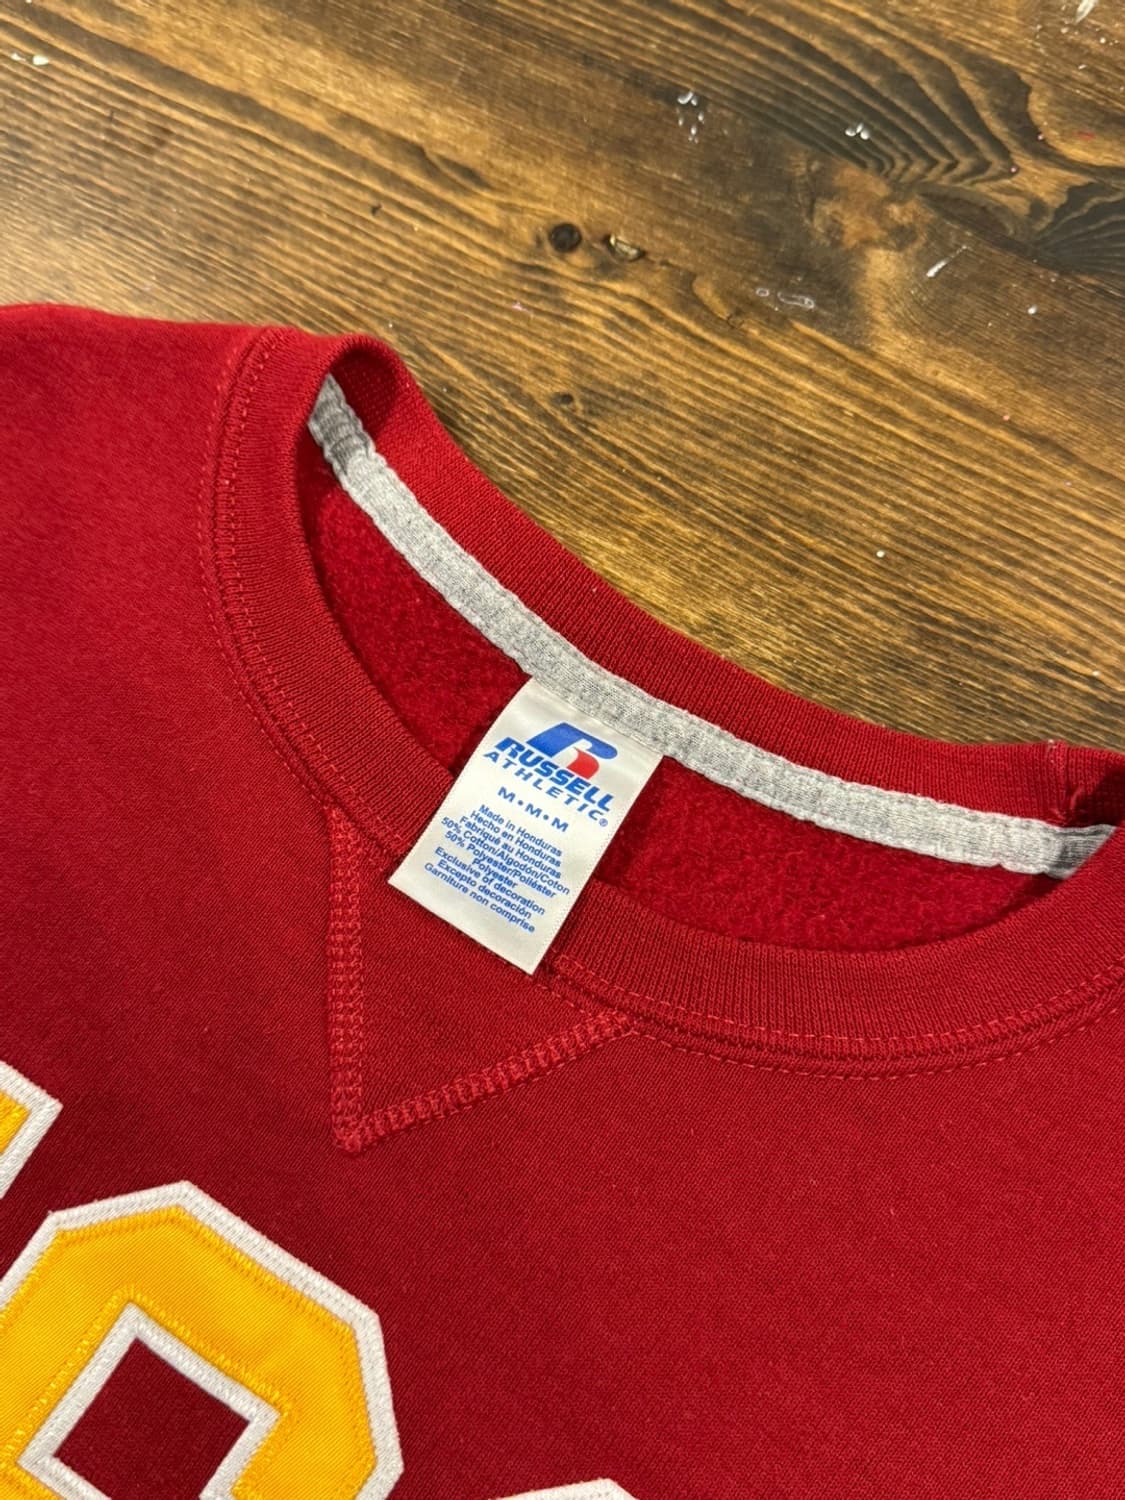 RUSSELL
ATHLETIC®
M•M•M
Made in Honduras
Hecho en Honduras
Fabriqué au Honduras
50% Cotton/Algodón/Coton
50% Polyester/Poliéster
Polyester
Exclusive of decoration
Excepto decoración
Garniture non comprise